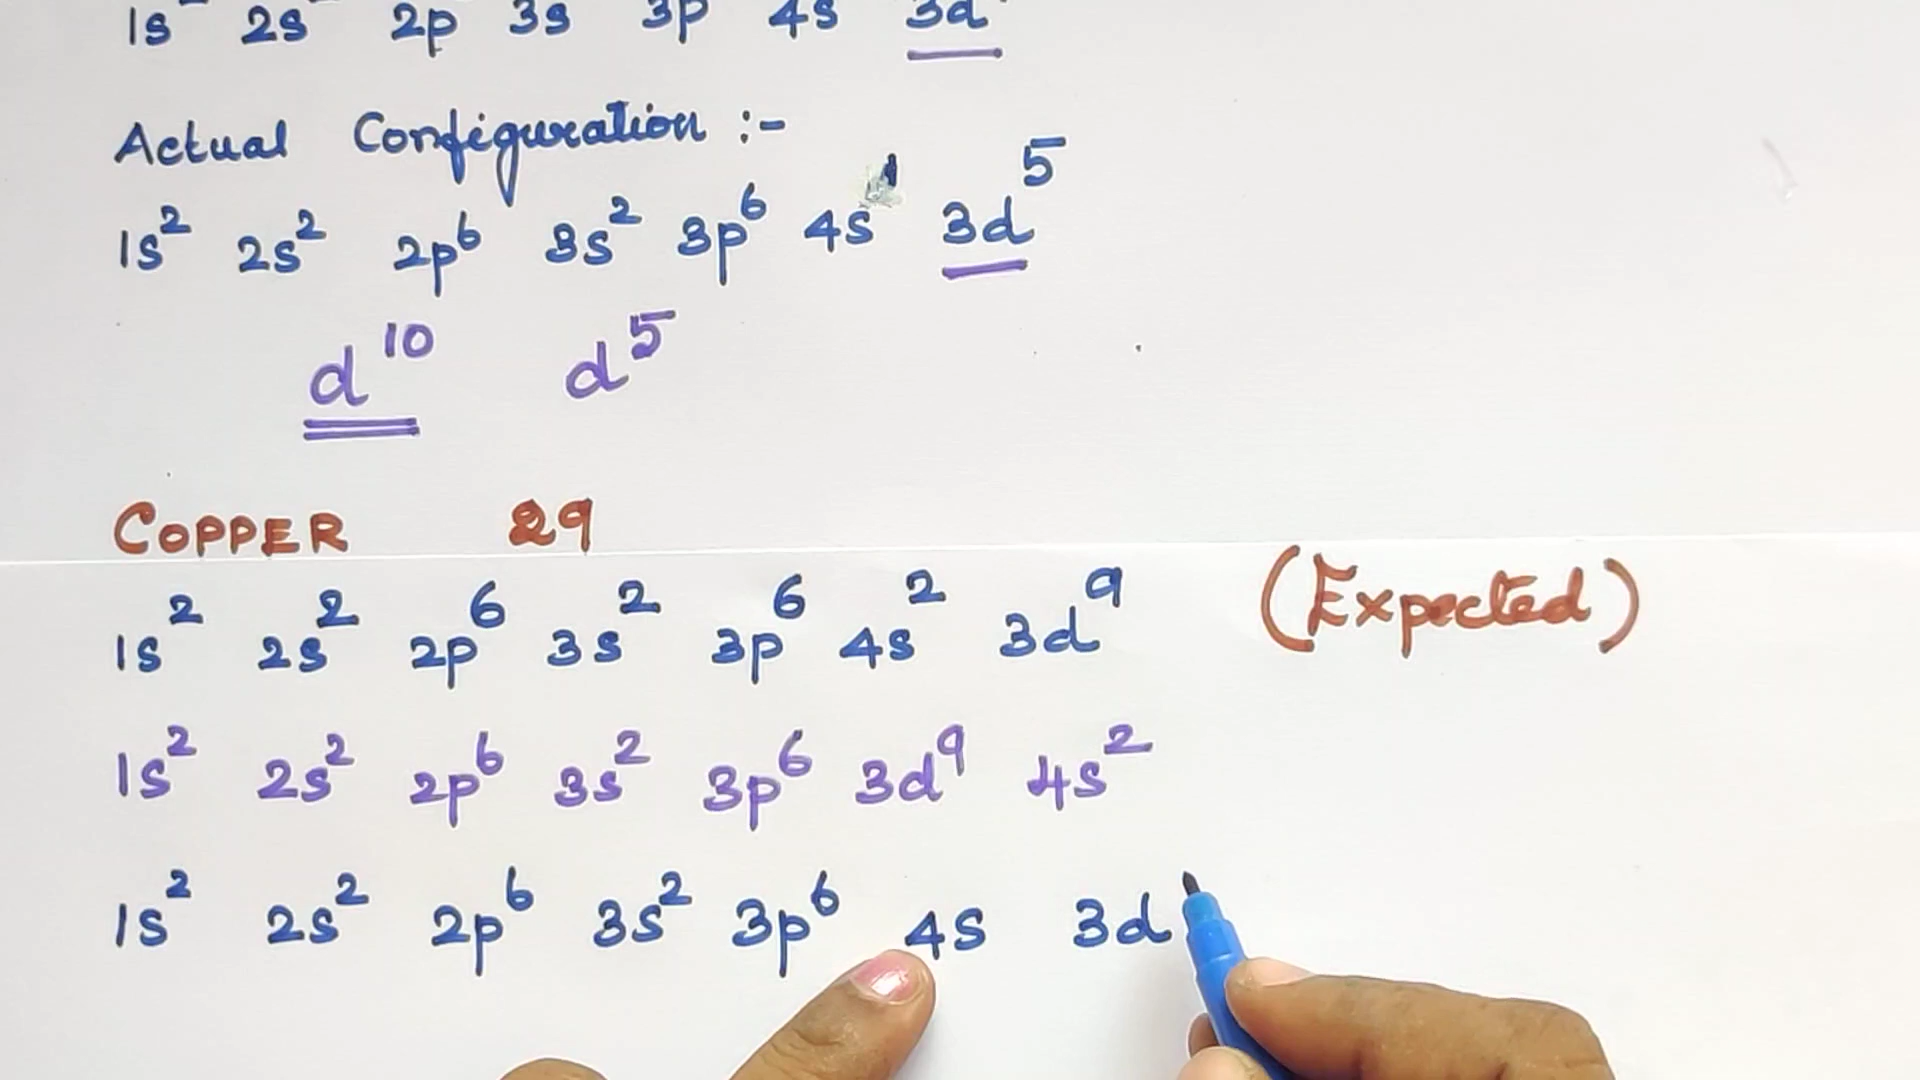 1s 2s 2p 3s 3p 4s 3d
Actual Configuration :-
1s² 2s² 2p⁶ 3s² 3p⁶ 4s¹ 3d⁵
d¹⁰ d⁵
COPPER 29
1s² 2s² 2p⁶ 3s² 3p⁶ 4s² 3d⁹ (Expected)
1s² 2s² 2p⁶ 3s² 3p⁶ 3d⁹ 4s²
1s² 2s² 2p⁶ 3s² 3p⁶ 4s 3d